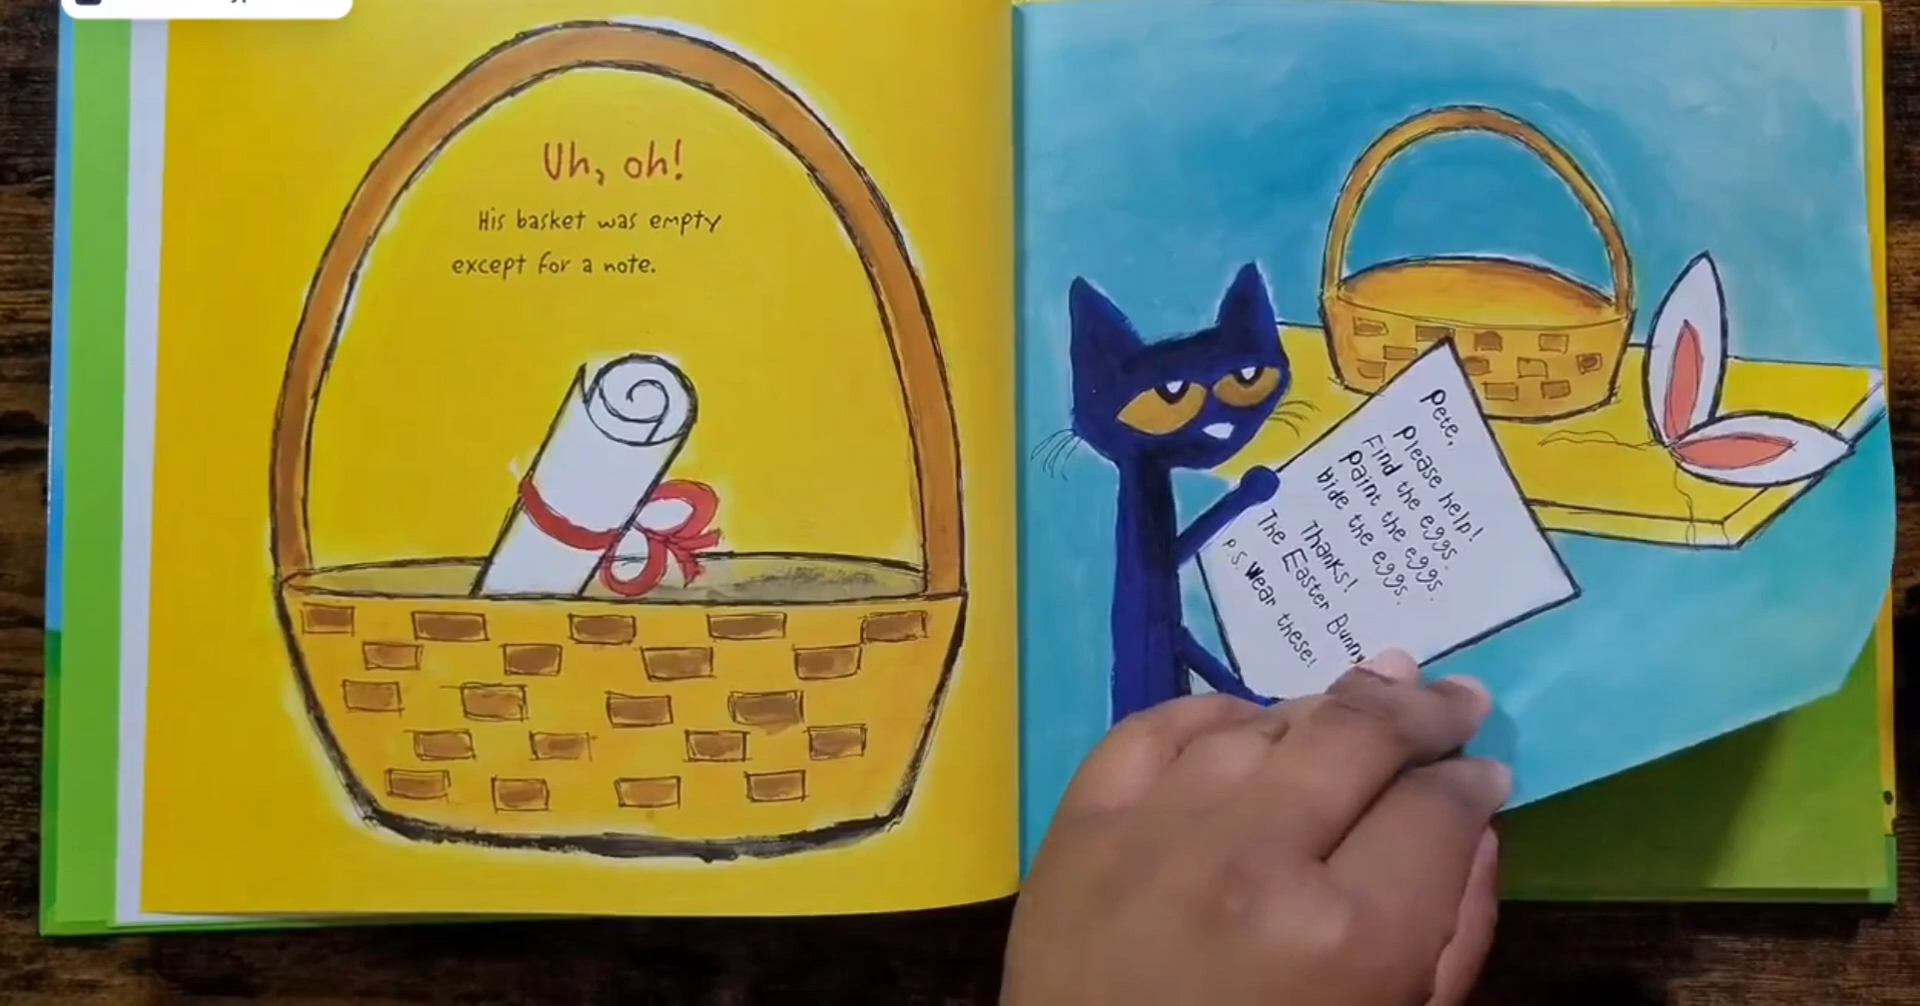 Uh, oh!
His basket was empty
except for a note.
Pete,
Please help!
Find the eggs.
Paint the eggs.
Hide the eggs.
Thanks!
The Easter Bunny
P.S. Wear these!